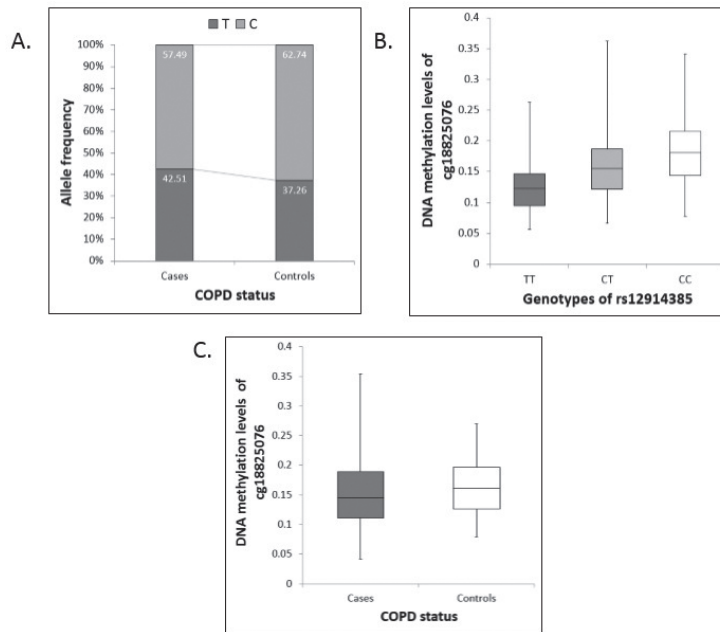 A.
T C
100%
90%
80%
70%
60%
50%
40%
30%
20%
10%
0%
Allele frequency
57.49
62.74
42.51
37.26
Cases
Controls
COPD status
B.
DNA methylation levels of
cg18825076
0.4
0.35
0.3
0.25
0.2
0.15
0.1
0.05
0
TT
CT
CC
Genotypes of rs12914385
C.
DNA methylation levels of
cg18825076
0.4
0.35
0.3
0.25
0.2
0.15
0.1
0.05
0
Cases
Controls
COPD status